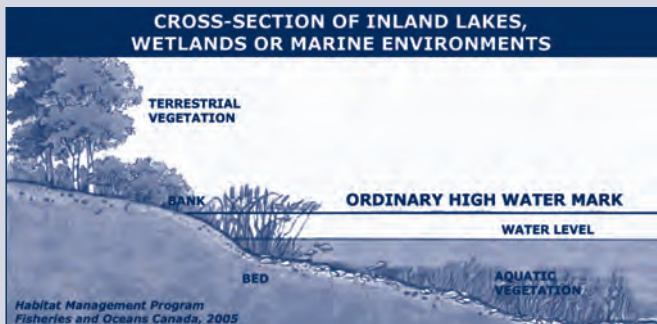 CROSS-SECTION OF INLAND LAKES,
WETLANDS OR MARINE ENVIRONMENTS
TERRESTRIAL
VEGETATION
BANK
ORDINARY HIGH WATER MARK
WATER LEVEL
BED
AQUATIC
VEGETATION
Habitat Management Program
Fisheries and Oceans Canada, 2005